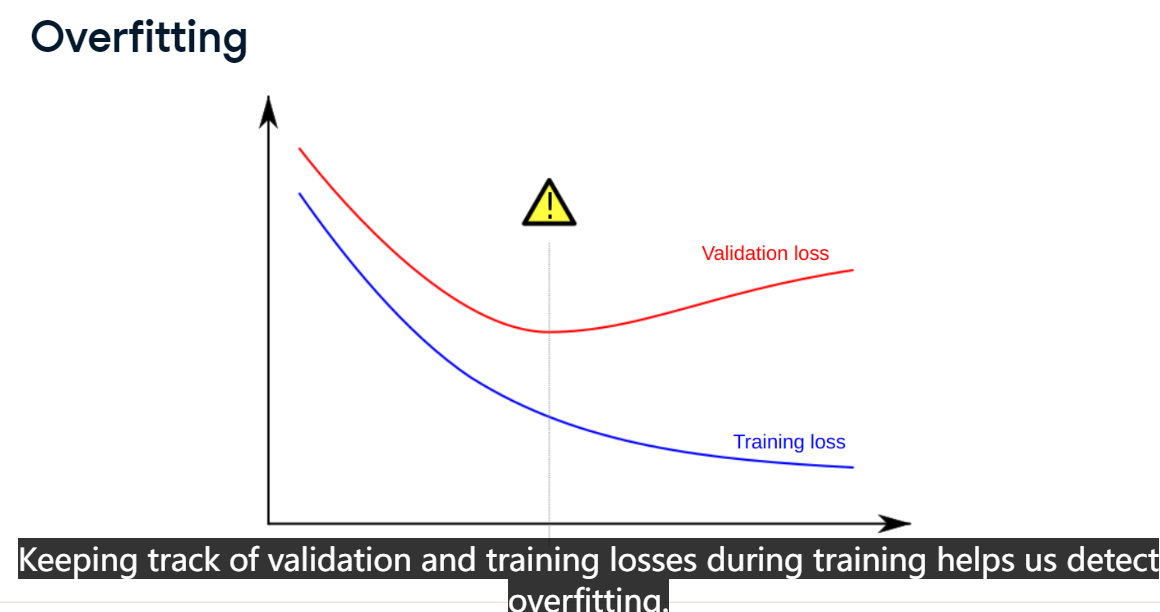 Overfitting
!
Validation loss
Training loss
Keeping track of validation and training losses during training helps us detect
overfitting.